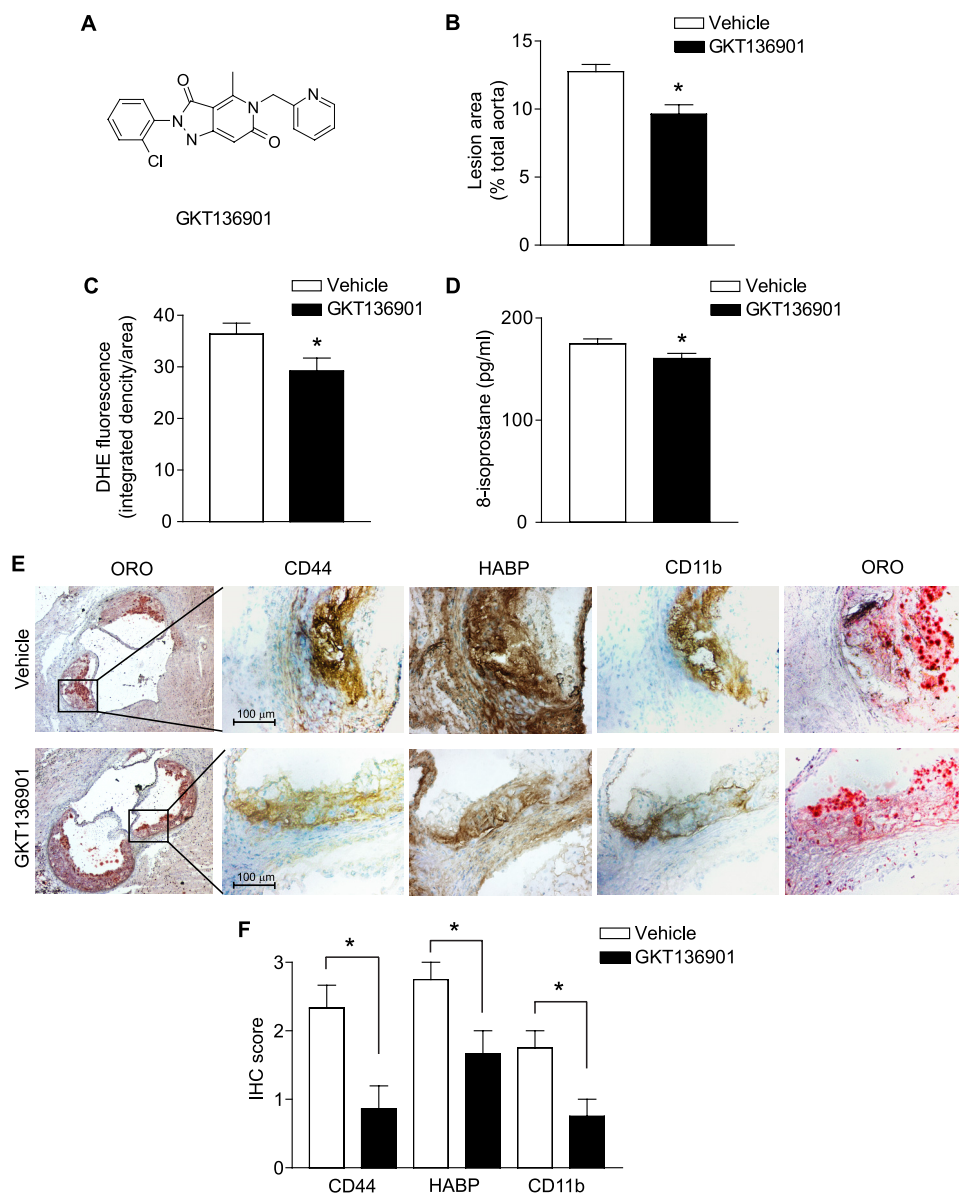 A
O
N
N
N
O
N
Cl
GKT136901
B
Vehicle
GKT136901
Lesion area
(% total aorta)
15
10
5
0
*
C
Vehicle
GKT136901
DHE fluorescence
(integrated dencity/area)
40
30
20
10
0
*
D
Vehicle
GKT136901
8-isoprostane (pg/ml)
200
100
0
*
E
ORO
CD44
HABP
CD11b
ORO
Vehicle
100 µm
GKT136901
100 µm
F
Vehicle
GKT136901
IHC score
3
2
1
0
*
*
*
CD44
HABP
CD11b